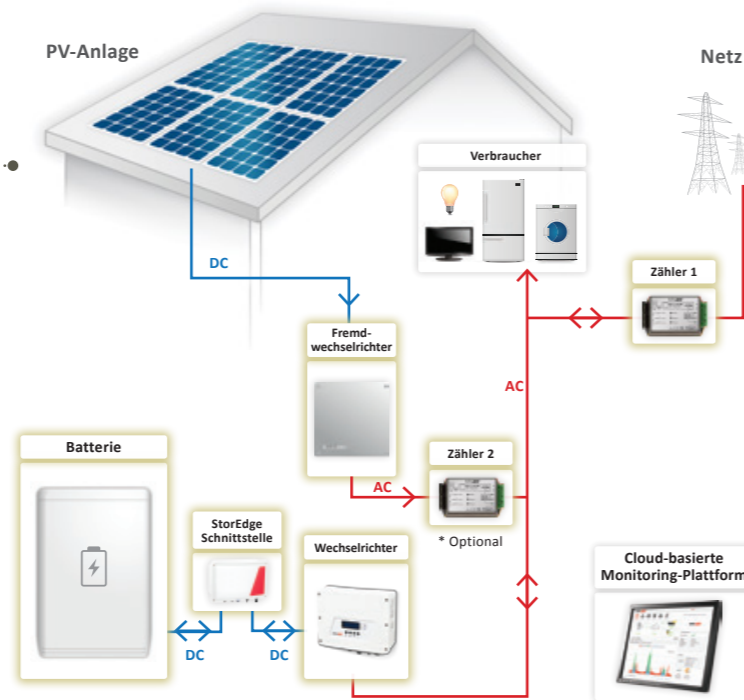 PV-Anlage
Netz
Verbraucher
DC
Zähler 1
Fremd-
wechselrichter
AC
Batterie
Zähler 2
AC
* Optional
StorEdge
Schnittstelle
Wechselrichter
Cloud-basierte
Monitoring-Plattform
DC
DC